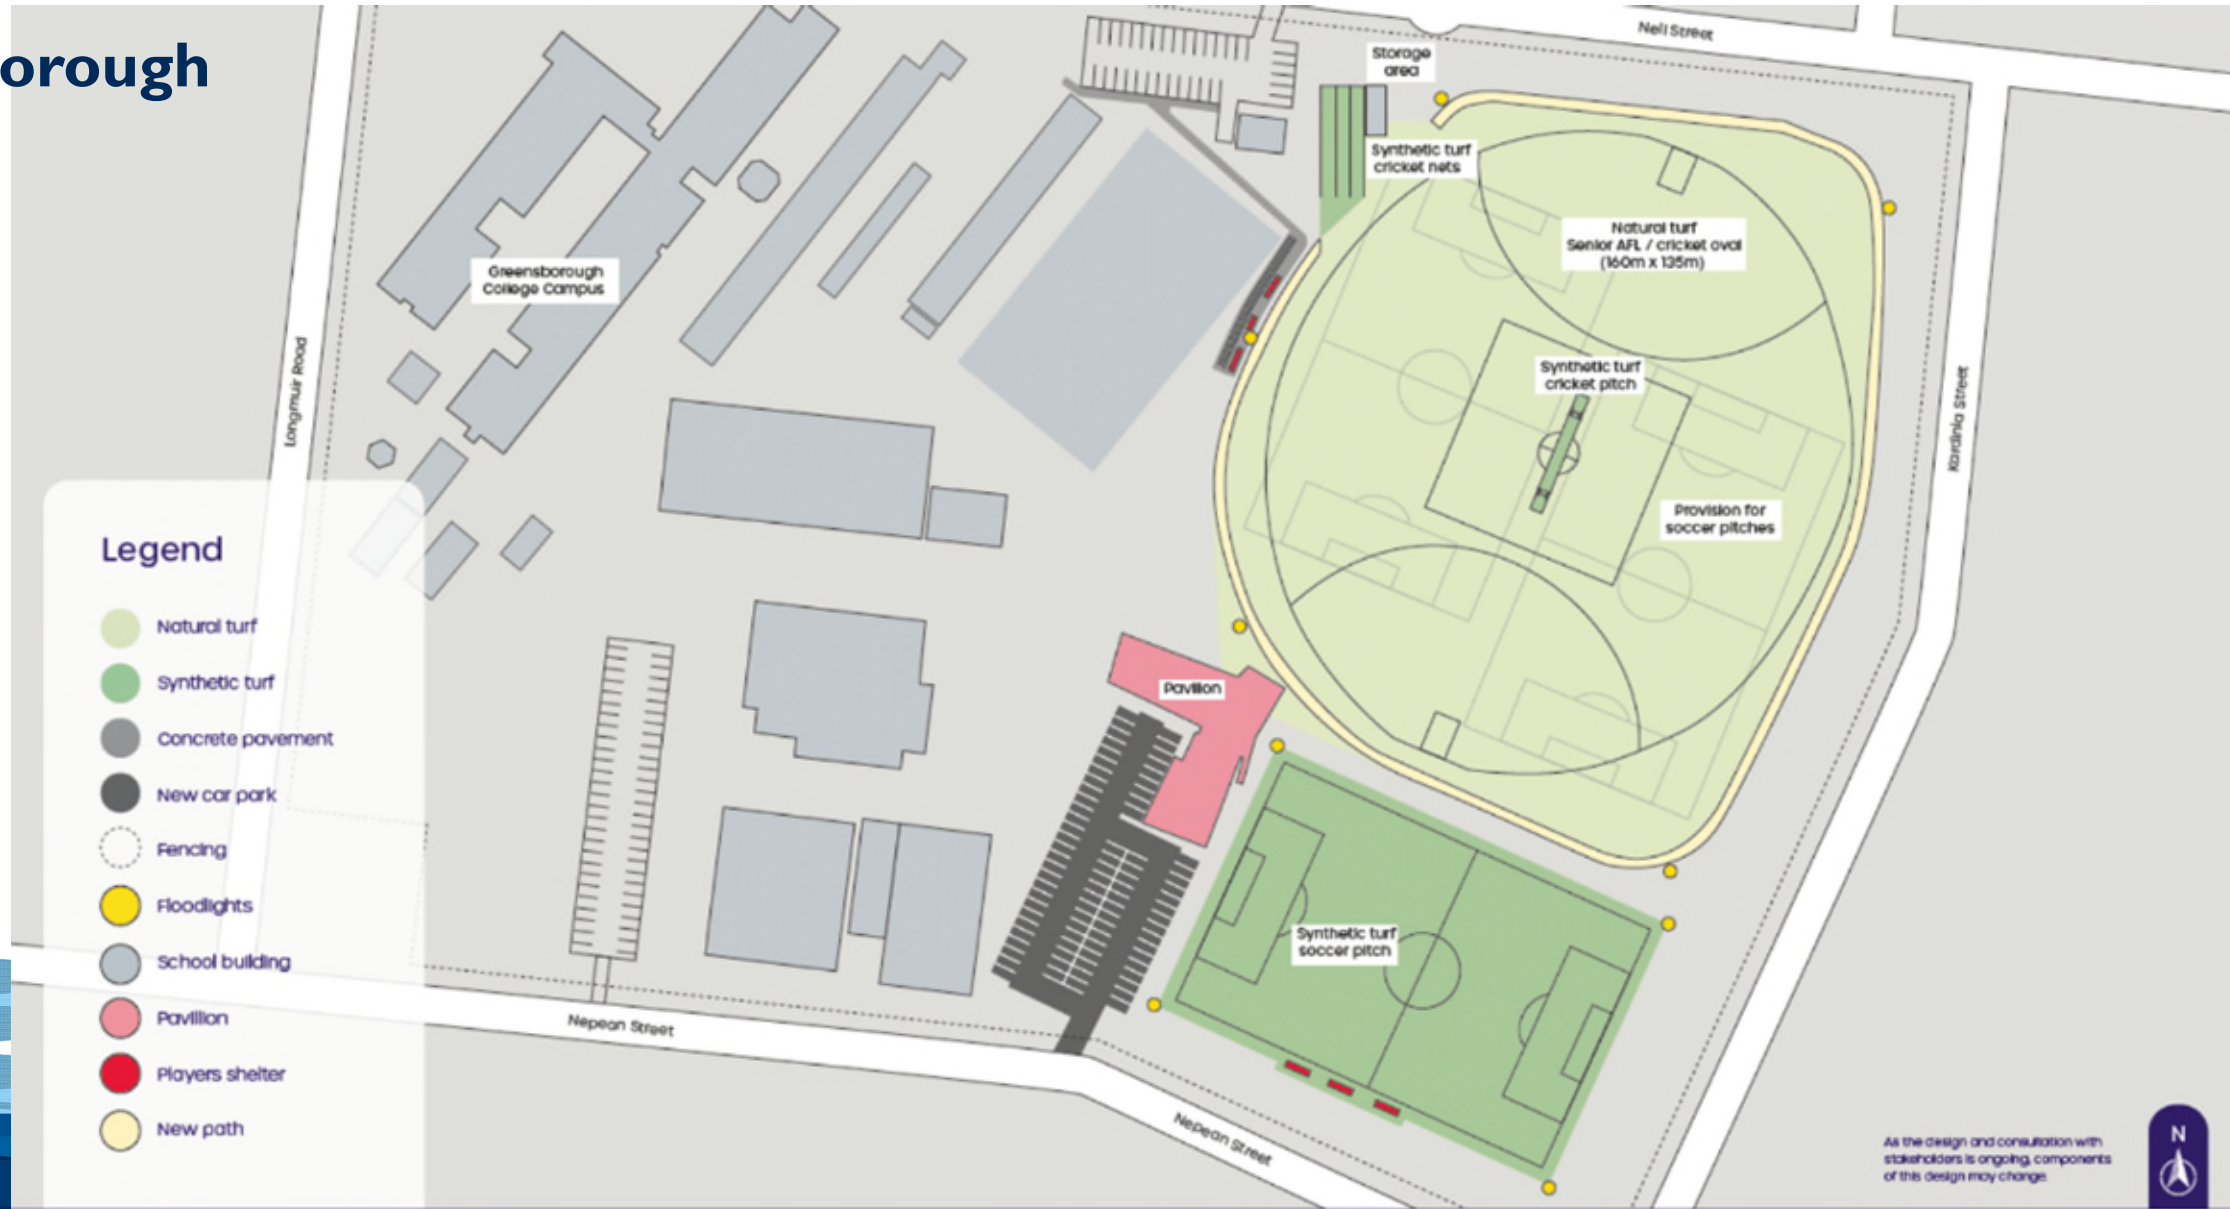 orough
Nell Street
Storage
area
Synthetic turf
cricket nets
Natural turf
Senior AFL / cricket oval
(160m x 135m)
Greensborough
College Campus
Longmuir Road
Synthetic turf
cricket pitch
Kardinia Street
Provision for
soccer pitches
Pavilion
Synthetic turf
soccer pitch
Nepean Street
Nepean Street
Legend
Natural turf
Synthetic turf
Concrete pavement
New car park
Fencing
Floodlights
School building
Pavillion
Players shelter
New path
As the design and consultation with
stakeholders is ongoing, components
of this design may change.
N